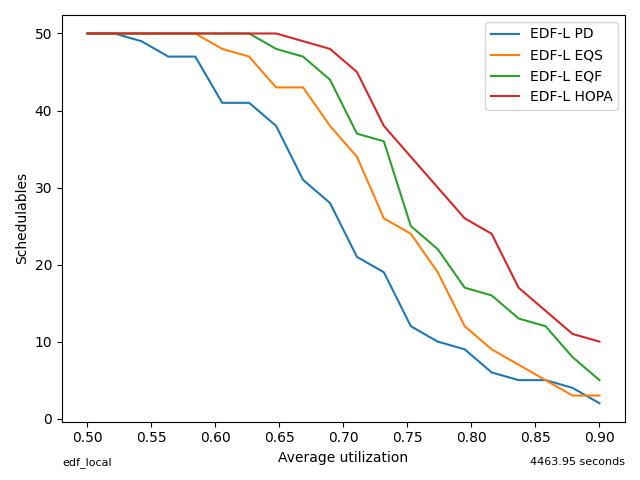 EDF-L PD
EDF-L EQS
EDF-L EQF
EDF-L HOPA
Schedulables
50
40
30
20
10
0
0.50 0.55 0.60 0.65 0.70 0.75 0.80 0.85 0.90
Average utilization
edf_local
4463.95 seconds